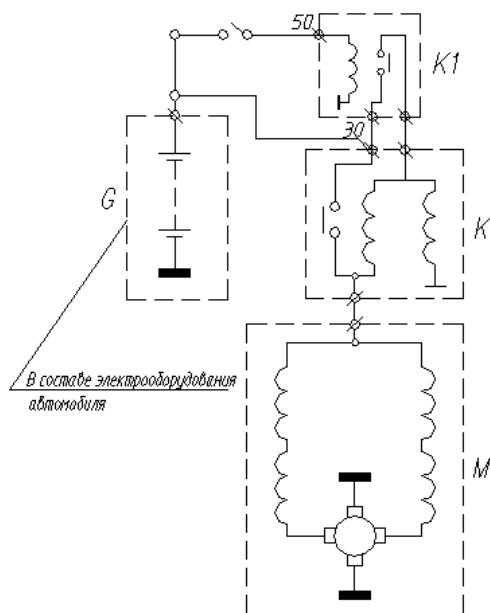 50
K1
30
G
K
В составе электрооборудования
автомобиля
M